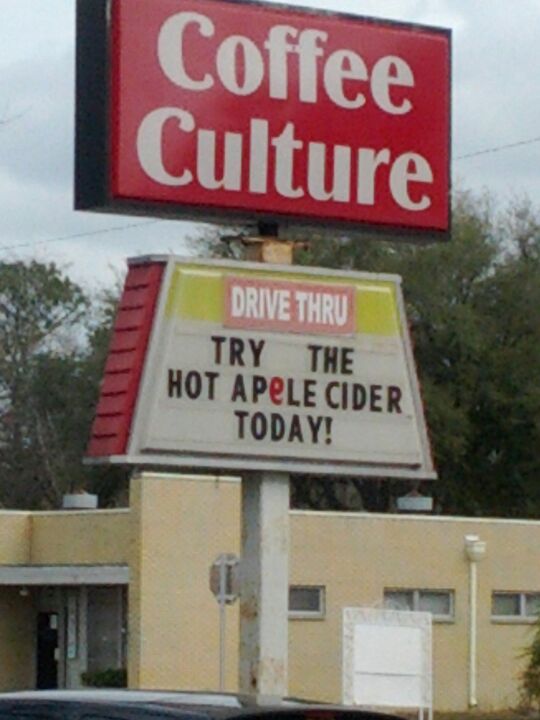 Coffee
Culture
DRIVE THRU
TRY THE
HOT APeLE CIDER
TODAY!